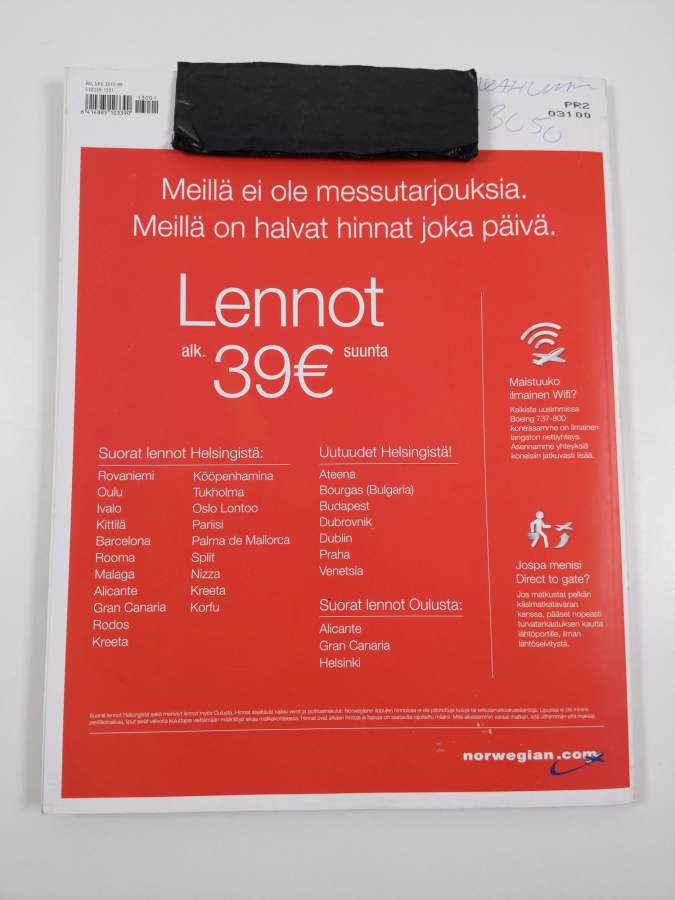 13001
6 414885 103390
PR2
03100
3050
Meillä ei ole messutarjouksia.
Meillä on halvat hinnat joka päivä.
Lennot
alk. 39€ suunta
Maistuuko
ilmainen Wifi?
Kaikista uusimmissa
Boeing 737-800
koneissamme on ilmainen
langaton nettiyhteys.
Asennamme yhteyksiä
koneisiin jatkuvasti lisää.
Suorat lennot Helsingistä:
Rovaniemi
Oulu
Ivalo
Kittilä
Barcelona
Rooma
Malaga
Alicante
Gran Canaria
Rodos
Kreeta
Kööpenhamina
Tukholma
Oslo Lontoo
Pariisi
Palma de Mallorca
Split
Nizza
Kreeta
Korfu
Uutuudet Helsingistä!
Ateena
Bourgas (Bulgaria)
Budapest
Dubrovnik
Dublin
Praha
Venetsia
Suorat lennot Oulusta:
Alicante
Gran Canaria
Helsinki
Jospa menisi
Direct to gate?
Jos matkustat pelkän
käsimatkatavaran
kanssa, pääset nopeasti
turvatarkastuksen kautta
lähtöportille, ilman
lähtöselvitystä.
norwegian.com